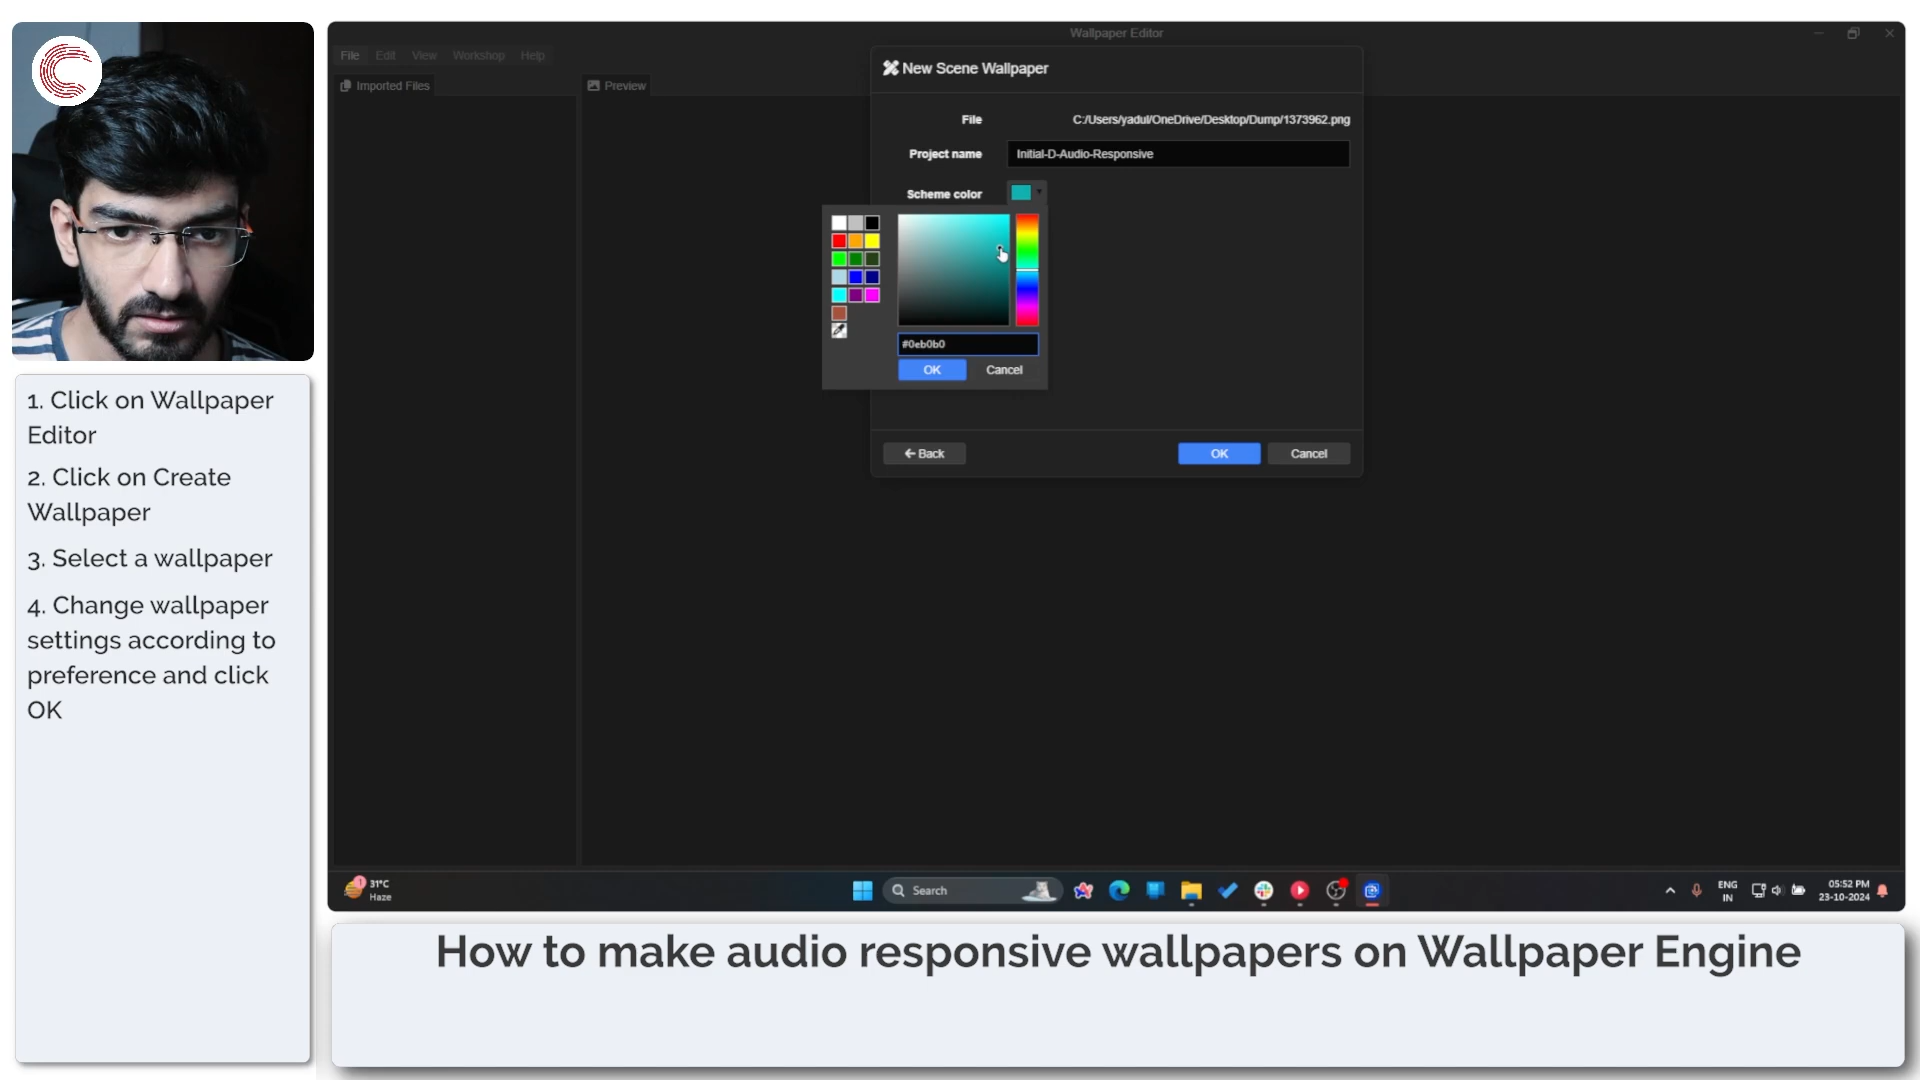 Wallpaper Editor
File Edit View Workshop Help
Imported Files
Preview
New Scene Wallpaper
File C:/Users/yadul/OneDrive/Desktop/Dump/1373962.png
Project name Initial-D-Audio-Responsive
Scheme color
#0eb0b0
OK Cancel
Back OK Cancel
1. Click on Wallpaper
Editor
2. Click on Create
Wallpaper
3. Select a wallpaper
4. Change wallpaper
settings according to
preference and click
OK
1
31°C
Haze
Search
ENG
IN
05:52 PM
23-10-2024
How to make audio responsive wallpapers on Wallpaper Engine